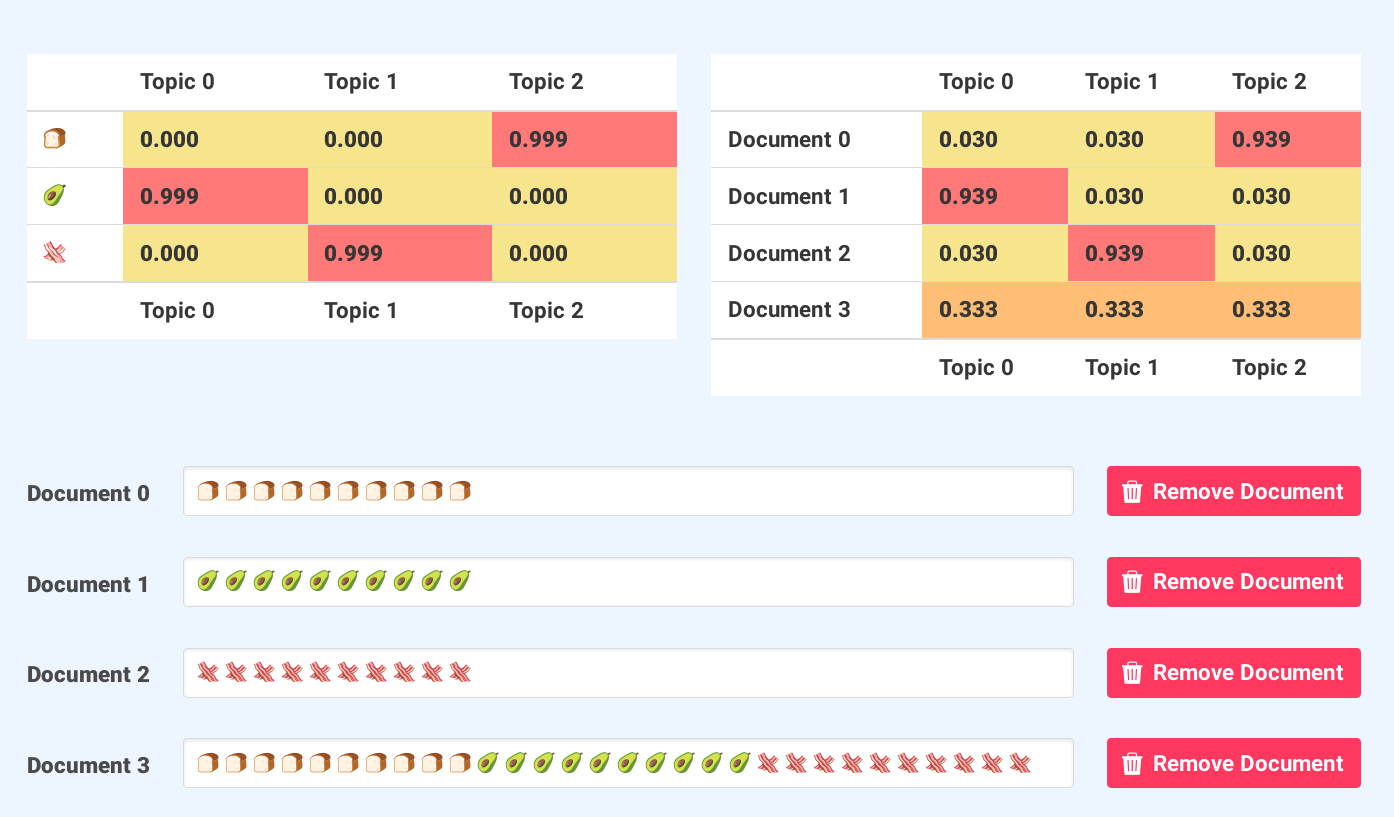 Topic 0 Topic 1 Topic 2
🍞 0.000 0.000 0.999
🥑 0.999 0.000 0.000
🥓 0.000 0.999 0.000
Topic 0 Topic 1 Topic 2
Topic 0 Topic 1 Topic 2
Document 0 0.030 0.030 0.939
Document 1 0.939 0.030 0.030
Document 2 0.030 0.939 0.030
Document 3 0.333 0.333 0.333
Topic 0 Topic 1 Topic 2
Document 0 🍞🍞🍞🍞🍞🍞🍞🍞🍞🍞 Remove Document
Document 1 🥑🥑🥑🥑🥑🥑🥑🥑🥑🥑 Remove Document
Document 2 🥓🥓🥓🥓🥓🥓🥓🥓🥓🥓 Remove Document
Document 3 🍞🍞🍞🍞🍞🍞🍞🍞🍞🍞🥑🥑🥑🥑🥑🥑🥑🥑🥑🥑🥓🥓🥓🥓🥓🥓🥓🥓🥓🥓 Remove Document